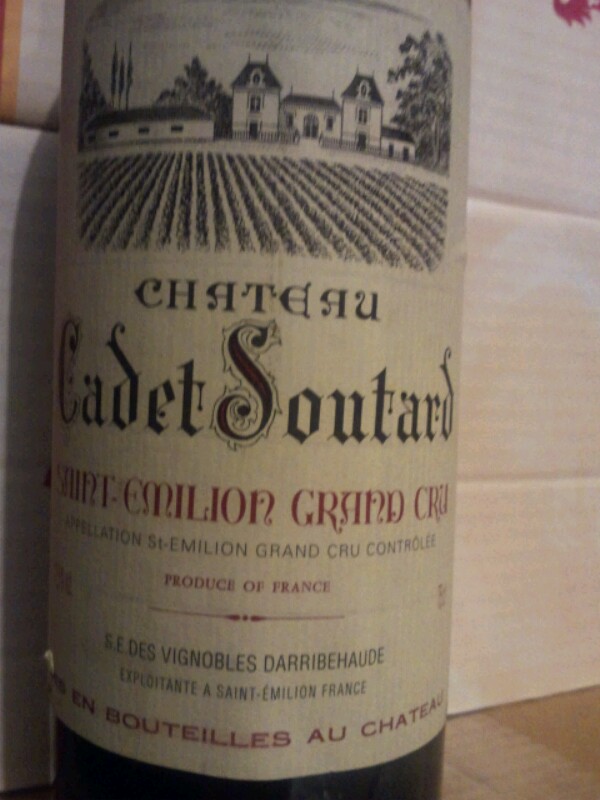 CHATEAU
Cadet Soutard
SAINT-EMILION GRAND CRU
APPELLATION St-EMILION GRAND CRU CONTRÔLÉE
PRODUCE OF FRANCE
S.E.DES VIGNOBLES DARRIBEHAUDE
EXPLOITANTE A SAINT-ÉMILION FRANCE
EN BOUTEILLES AU CHATEAU